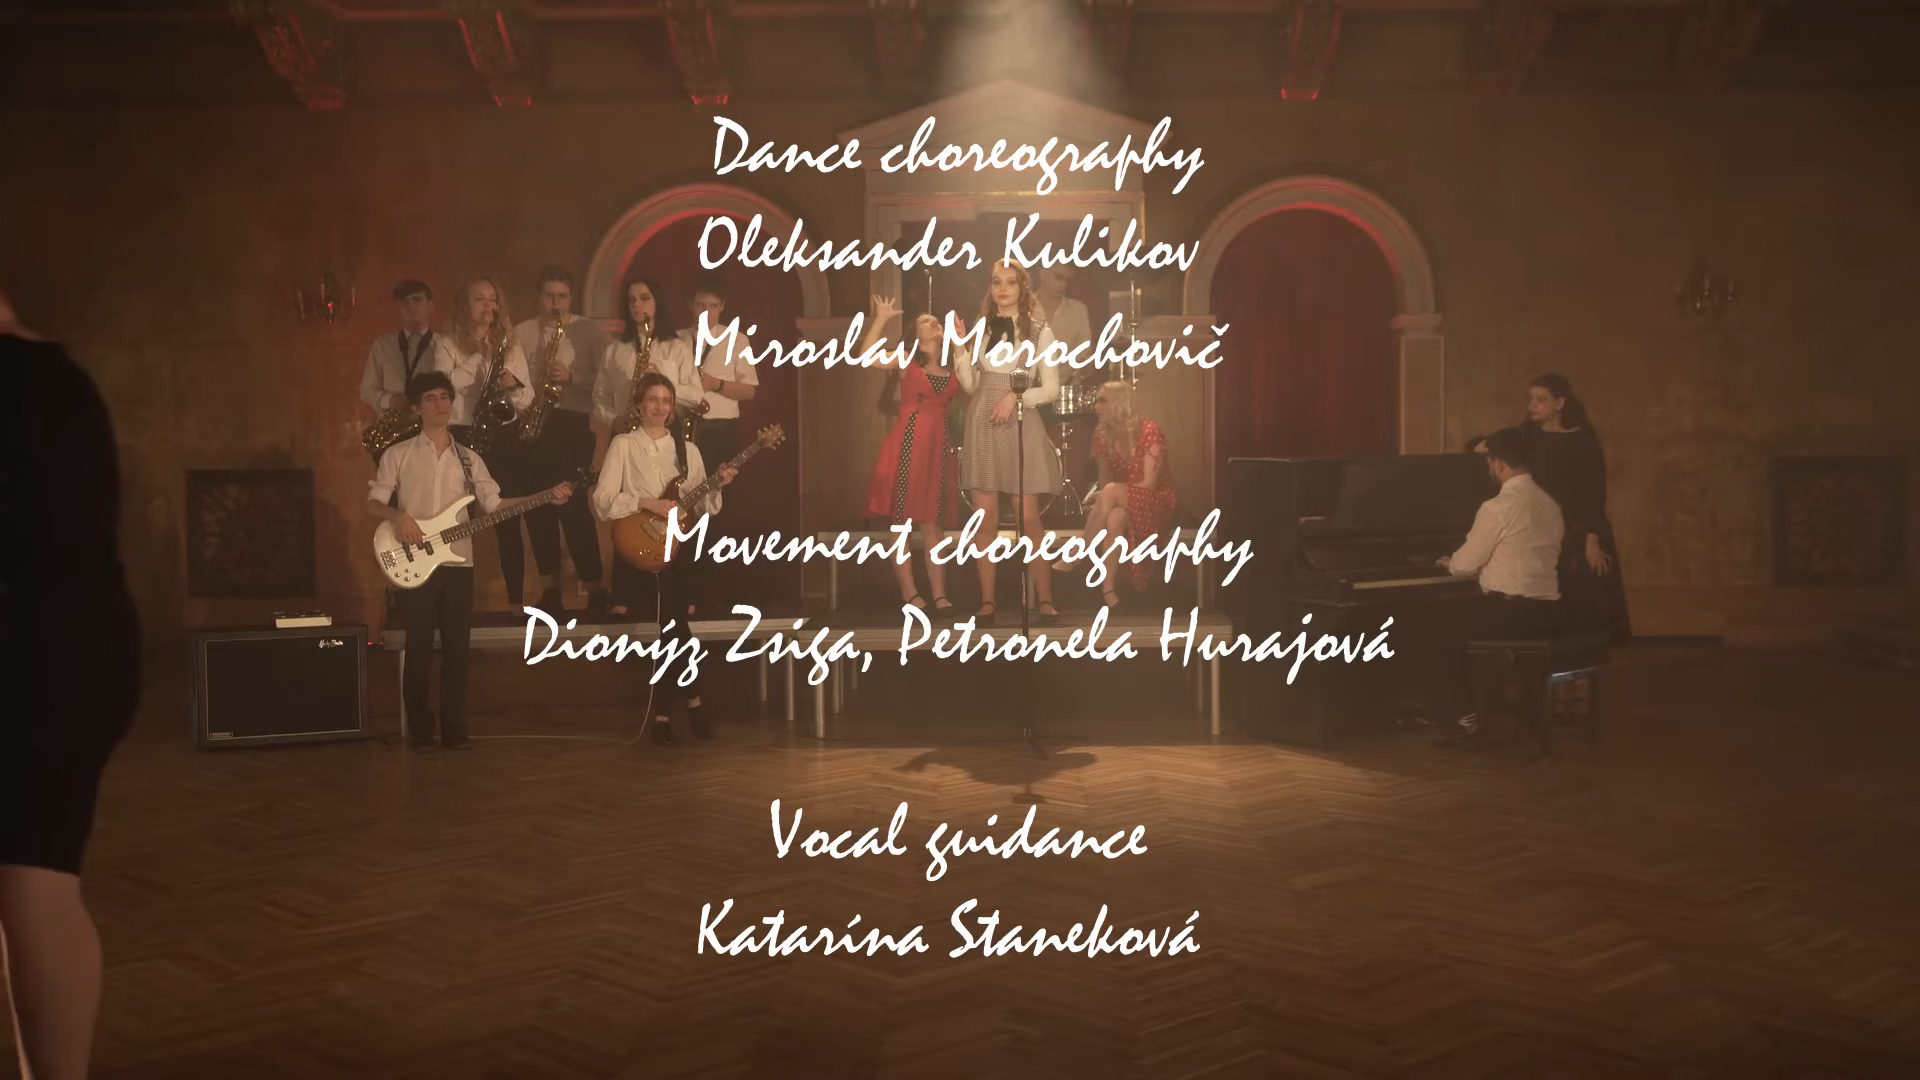 Dance choreography
Oleksander Kulikov
Miroslav Morochovič
Movement choreography
Dionýz Zsiga, Petronela Hurajová
Vocal guidance
Katarína Staneková